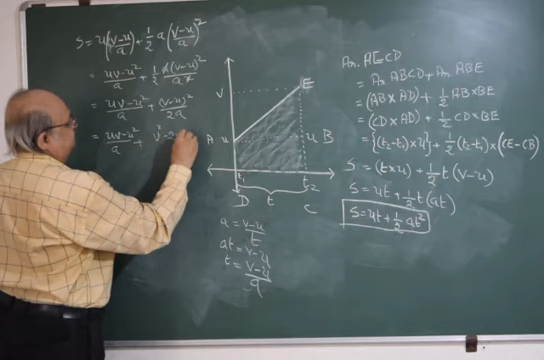 S = u(v-u/a) + 1/2 a(v-u/a)²
= uv-u²/a + 1/2 a(v-u)²/a²
= uv-u²/a + (v-u)²/2a
= uv-u²/a + v²-
V
E
A u
u B
t₁
t₂
t
D
C
a = v-u/t
at = v-u
t = v-u/a
Ar. AECD
= Ar ABCD + Ar ABE
= (AB×AD) + 1/2 AB×BE
= (CD×AD) + 1/2 CD×BE
= {(t₂-t₁)×u} + 1/2(t₂-t₁)×(CE-CB)
S = (t×u) + 1/2 t(v-u)
S = ut + 1/2 t(at)
S = ut + 1/2 at²